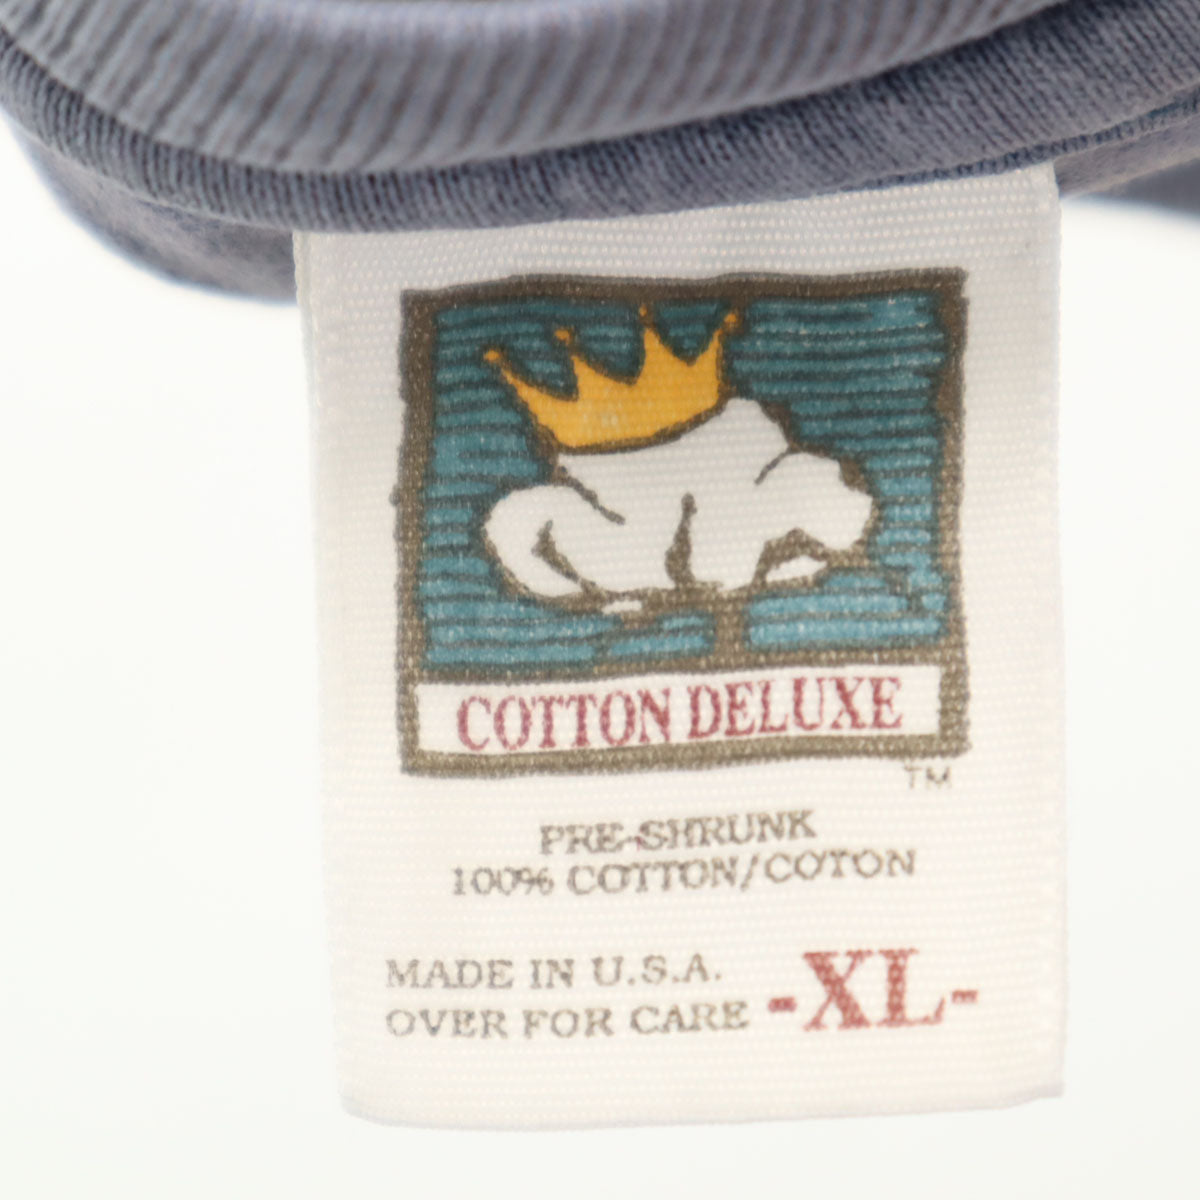 COTTON DELUXE
TM
PRE-SHRUNK
100% COTTON/COTON
MADE IN U.S.A.
OVER FOR CARE
-XL-